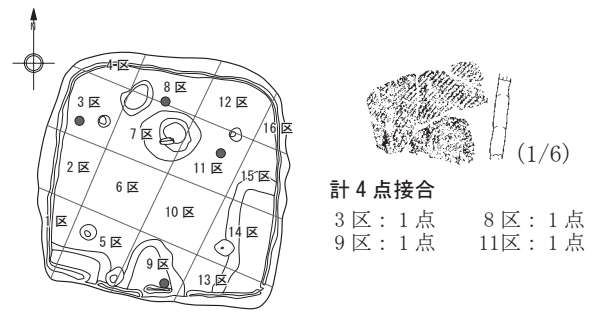 N
4区
8区
3区
12区
7区
16区
11区
2区
15区
6区
10区
1区
14区
5区
9区
13区
(1/6)
計4点接合
3区：1点 8区：1点
9区：1点 11区：1点